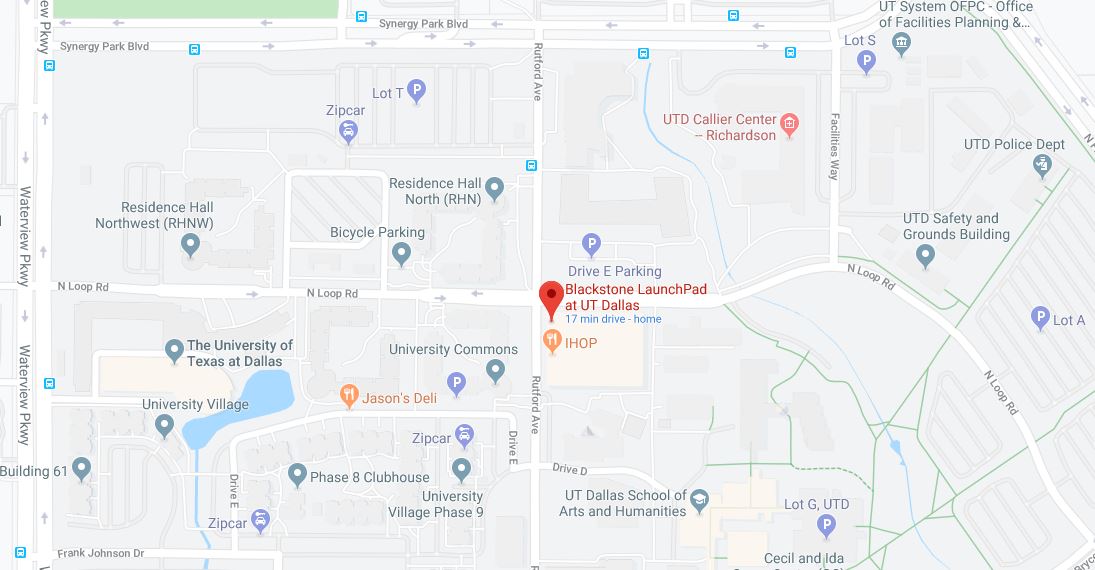 UT System OFPC - Office
of Facilities Planning &...
Synergy Park Blvd
Synergy Park Blvd
Lot S
View Pkwy
Rutford Ave
Lot T
Zipcar
UTD Callier Center
-- Richardson
Facilities Way
UTD Police Dept
Residence Hall
North (RHN)
Residence Hall
Northwest (RHNW)
Waterview Pkwy
Bicycle Parking
UTD Safety and
Grounds Building
Drive E Parking
N Loop Rd
N Loop Rd
N Loop Rd
Blackstone LaunchPad
at UT Dallas
17 min drive - home
Lot A
IHOP
The University of
Texas at Dallas
University Commons
Waterview Pkwy
N Loop Rd
Rutford Ave
Jason's Deli
University Village
Zipcar
Drive E
Building 61
Phase 8 Clubhouse
Drive D
Drive E
University
Village Phase 9
UT Dallas School of
Arts and Humanities
Lot G, UTD
Zipcar
Frank Johnson Dr
Cecil and Ida